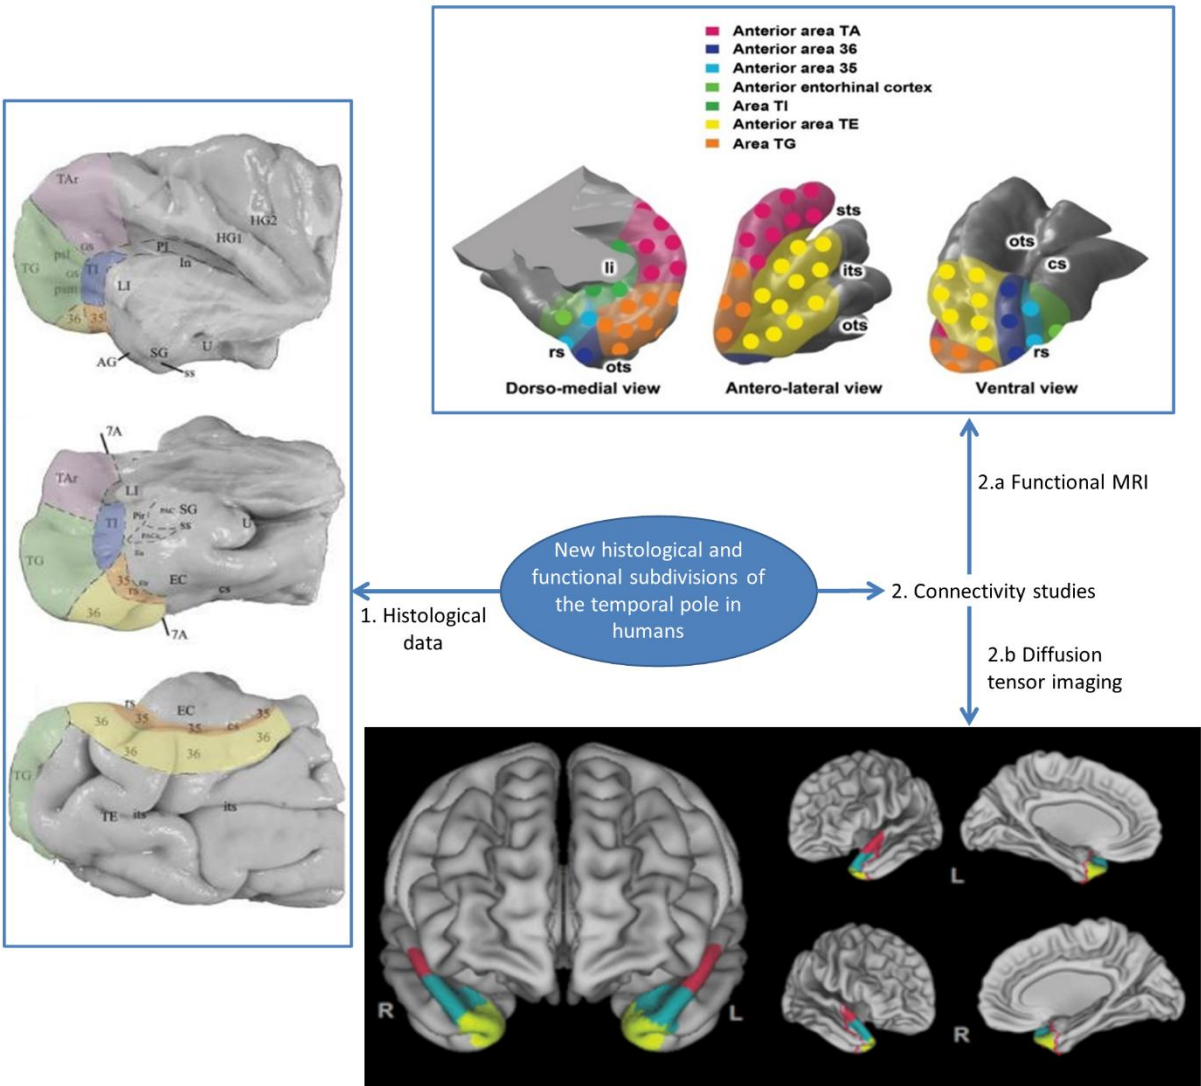 Anterior area TA
Anterior area 36
Anterior area 35
Anterior entorhinal cortex
Area TI
Anterior area TE
Area TG
sts
li
its
ots
rs
ots
ots
cs
rs
Dorso-medial view
Antero-lateral view
Ventral view
TAr
HG2
HG1
PI
In
TG
TI
LI
36
35
AG
SG
U
ss
7A
TAr
LI
SG
ss
U
TI
TG
35
EC
rs
cs
36
7A
rs
EC
35
36
35
cs
35
36
36
36
TG
TE
its
its
New histological and
functional subdivisions of
the temporal pole in
humans
1. Histological
data
2. Connectivity studies
2.a Functional MRI
2.b Diffusion
tensor imaging
R
L
L
R